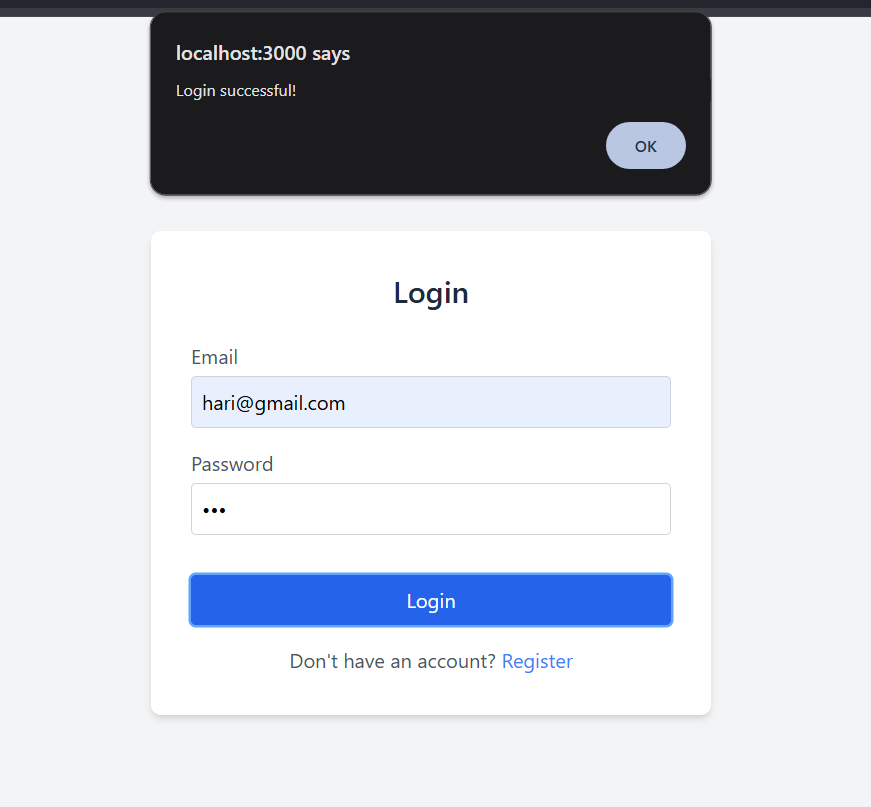 localhost:3000 says
Login successful!
OK
Login
Email
hari@gmail.com
Password
•••
Login
Don't have an account? Register